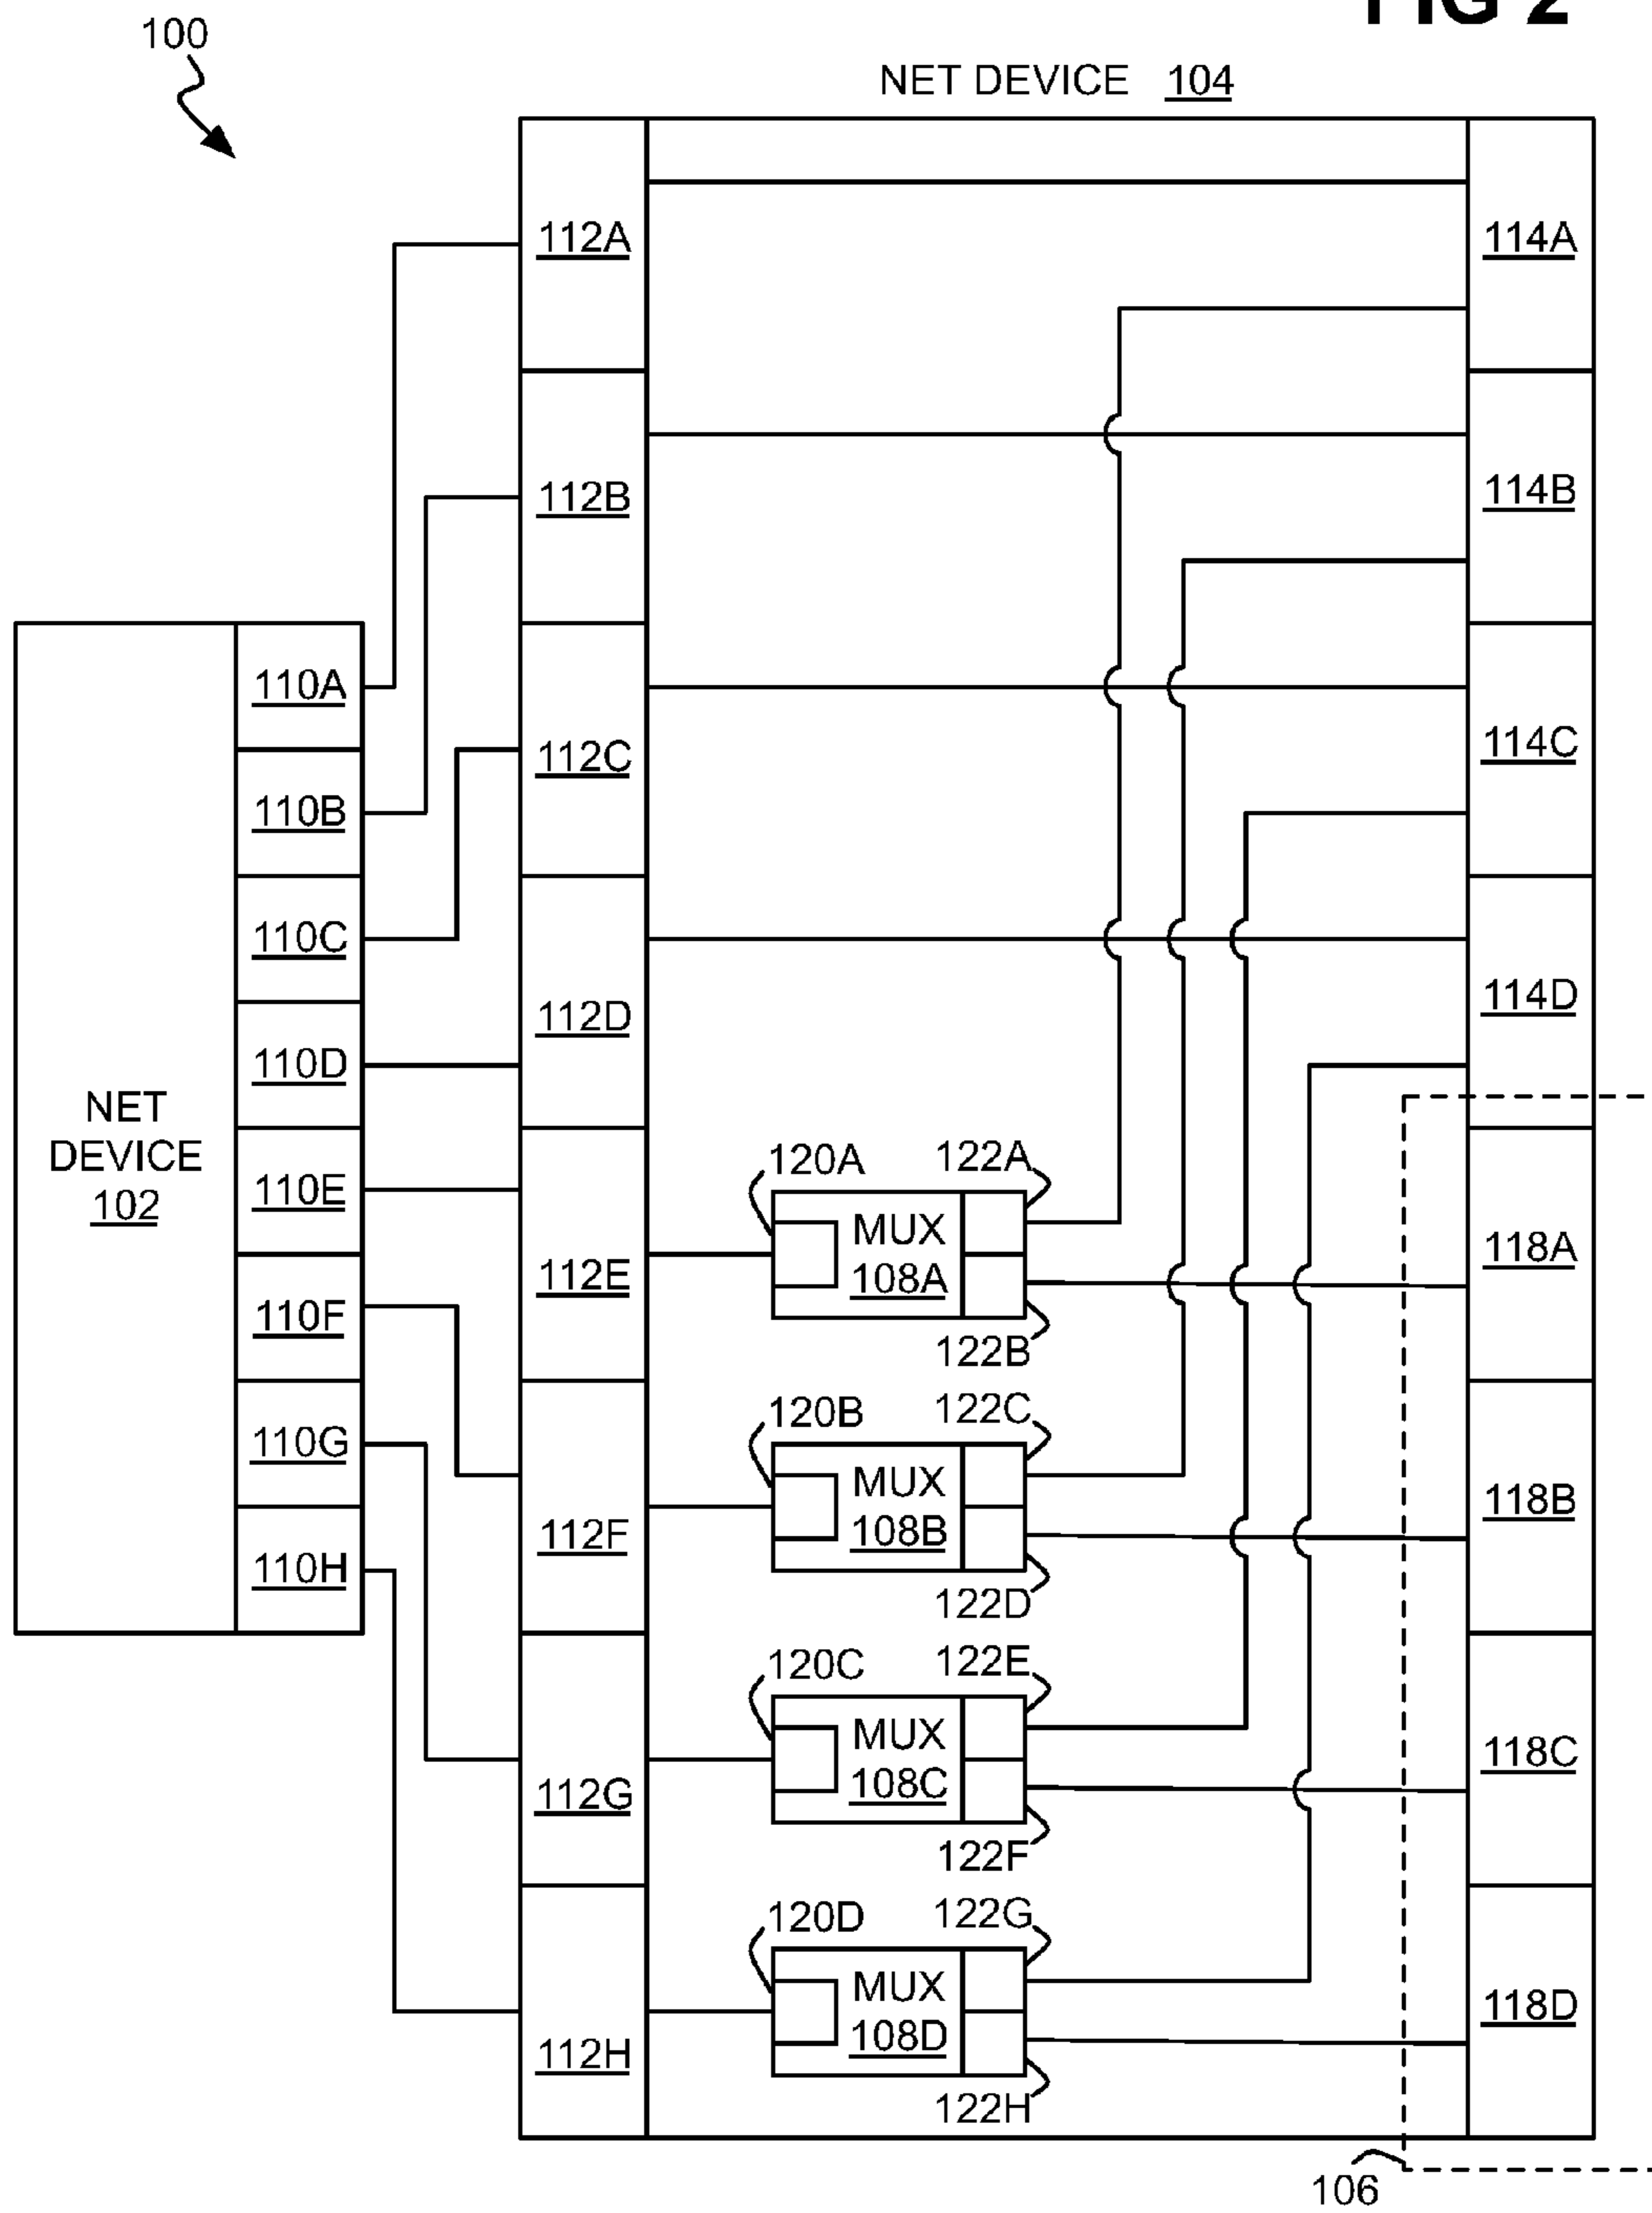 FIG 2
100
NET DEVICE 104
112A
114A
112B
114B
110A
112C
114C
110B
110C
112D
114D
110D
NET
DEVICE
102
110E
120A
122A
MUX
108A
112E
118A
122B
110F
120B
122C
110G
MUX
108B
112F
118B
110H
122D
120C
122E
MUX
108C
112G
118C
122F
120D
122G
MUX
108D
112H
118D
122H
106